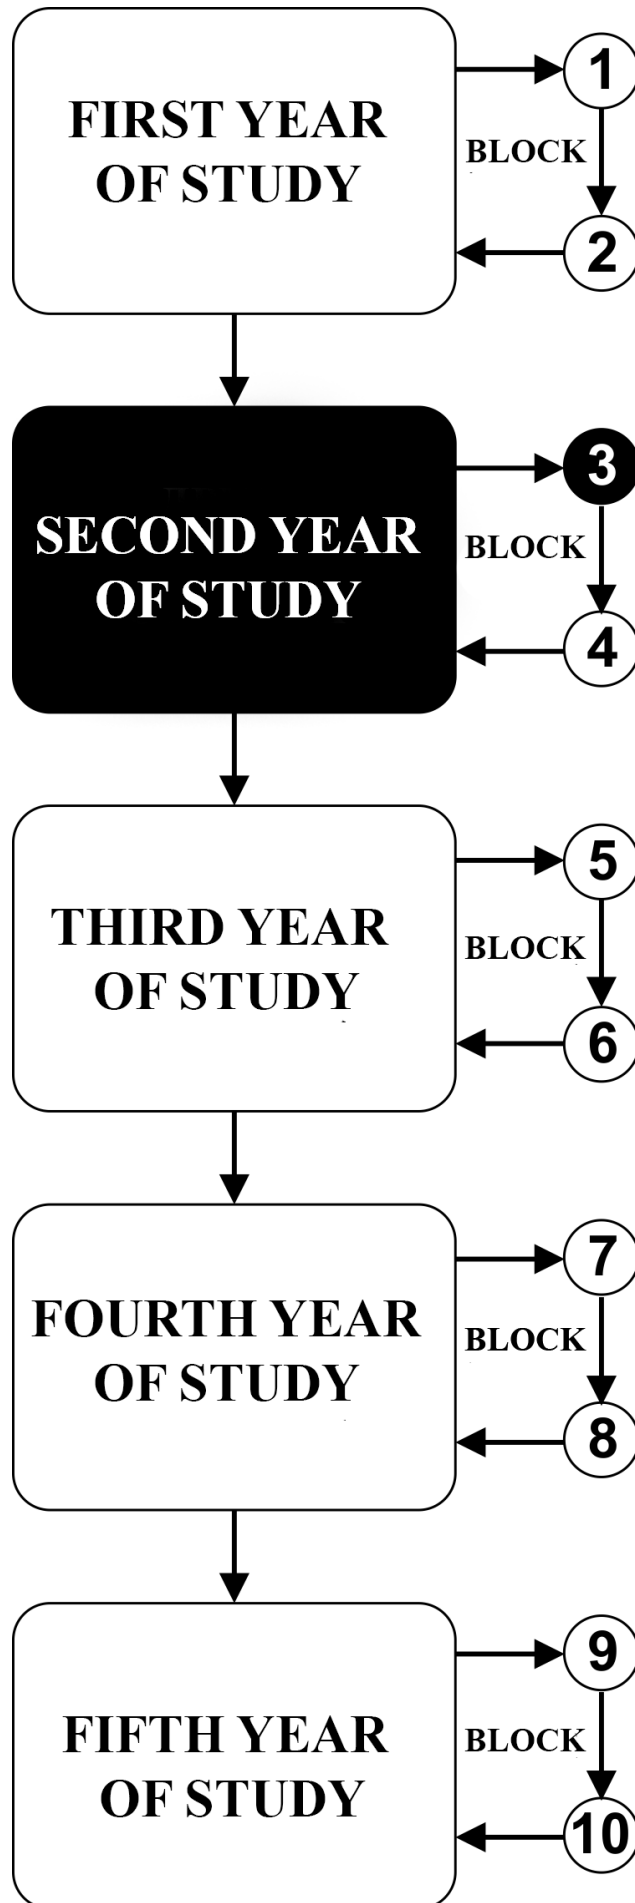 FIRST YEAR
OF STUDY
1
BLOCK
2
SECOND YEAR
OF STUDY
3
BLOCK
4
THIRD YEAR
OF STUDY
5
BLOCK
6
FOURTH YEAR
OF STUDY
7
BLOCK
8
FIFTH YEAR
OF STUDY
9
BLOCK
10